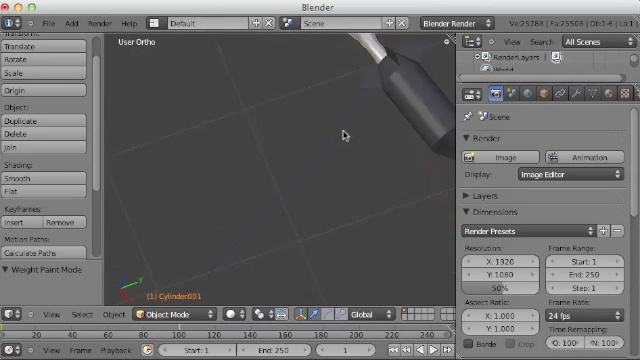 Blender
File Add Render Help Default Scene Blender Render Ve:25788 | Fa:25508 | Ob:1-6 | La:1
Transform:
Translate
Rotate
Scale
Origin
Object:
Duplicate
Delete
Join
Shading:
Smooth
Flat
Keyframes:
Insert Remove
Motion Paths:
Calculate Paths
Weight Paint Mode
User Ortho
(1) Cylinder001
View Select Object Object Mode Global
View Search All Scenes
RenderLayers
World
Scene
Render
Image Animation
Display: Image Editor
Layers
Dimensions
Render Presets
Resolution: Frame Range:
X: 1920 Start: 1
Y: 1080 End: 250
50% Step: 1
Aspect Ratio: Frame Rate:
X: 1.000 24 fps
Y: 1.000 Time Remapping:
Borde Crop O: 100 N: 100
0 20 40 60 80 100 120 140 160 180 200 220 240
View Frame Playback Start: 1 End: 250 1